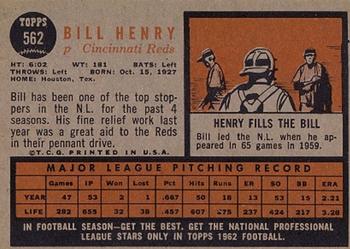 TOPPS
562
BILL HENRY
p Cincinnati Reds
HT: 6:02 WT: 181 BATS: Left
THROWS: Left BORN: Oct. 15, 1927
HOME: Houston, Tex.
Bill has been one of the top stop-
pers in the N.L. for the past 4
seasons. His fine relief work last
year was a great aid to the Reds
in their pennant drive.
©T.C.G. PRINTED IN U.S.A.
HENRY FILLS THE BILL
Bill led the N.L. when he ap-
peared in 65 games in 1959.
MAJOR LEAGUE PITCHING RECORD
Games IP Won Lost Pct. Hits Runs ER SO BB ERA
YEAR 47 53 2 1 .667 50 18 13 53 15 2.21
LIFE 292 655 32 38 .457 607 275 237 434 228 3.26
IN FOOTBALL SEASON—GET THE BEST. GET NATIONAL PROFESSIONAL
LEAGUE STARS ONLY IN TOPPS 1962 FOOTBALL.